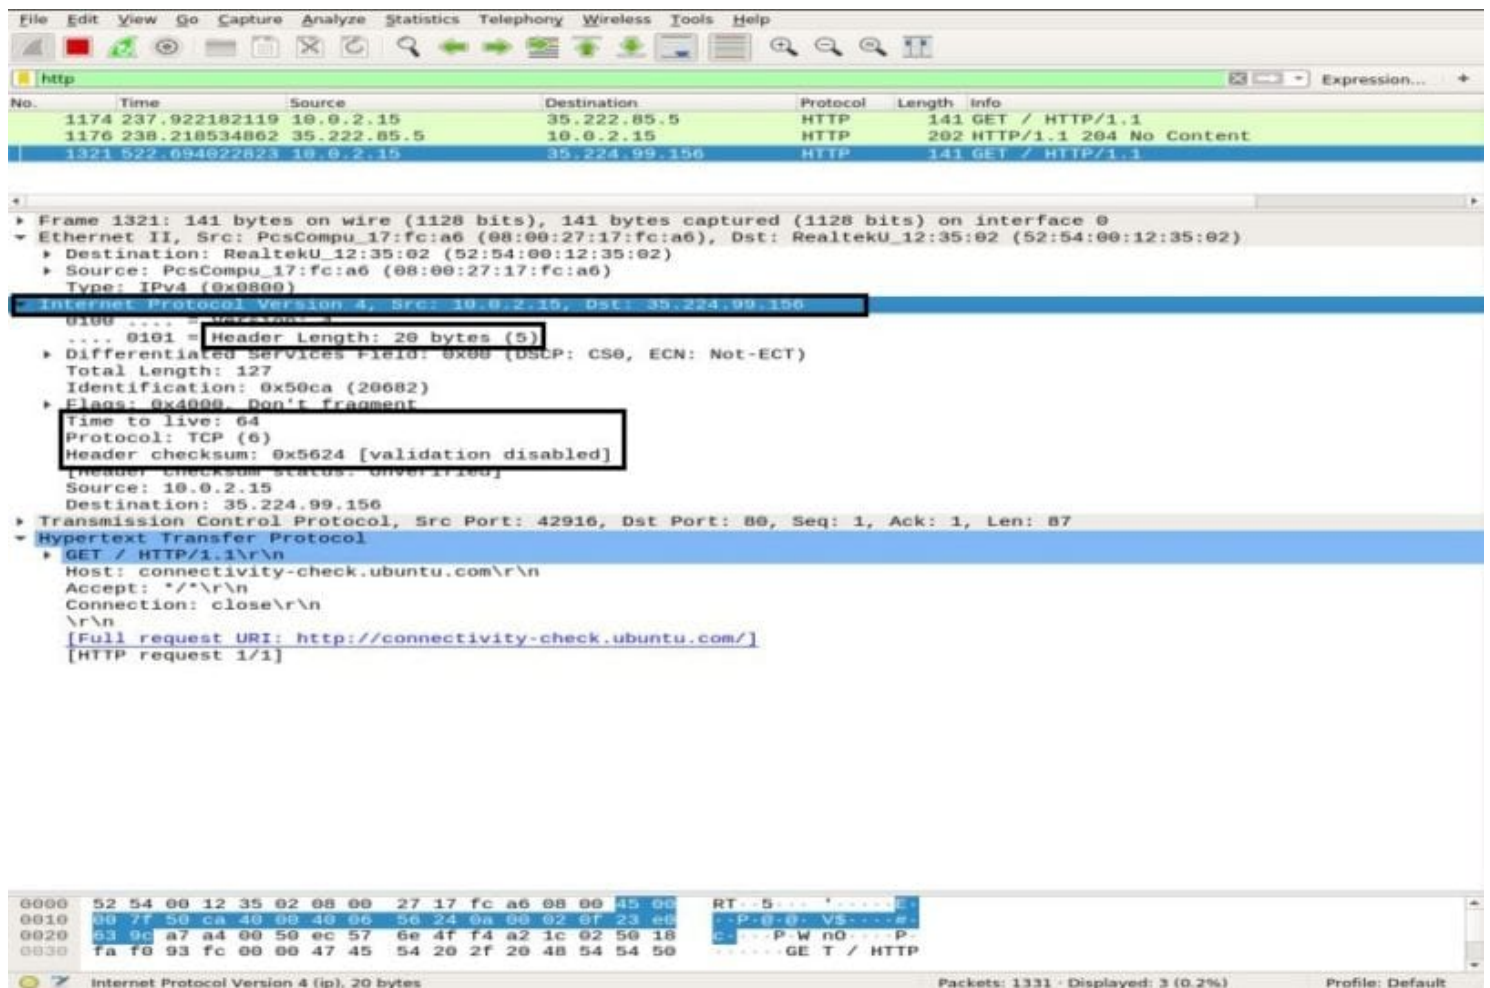 File Edit View Go Capture Analyze Statistics Telephony Wireless Tools Help
http Expression... +
No. Time Source Destination Protocol Length Info
1174 237.922182119 10.0.2.15 35.222.85.5 HTTP 141 GET / HTTP/1.1
1176 238.218534862 35.222.85.5 10.0.2.15 HTTP 202 HTTP/1.1 204 No Content
1321 522.694022823 10.0.2.15 35.224.99.156 HTTP 141 GET / HTTP/1.1
Frame 1321: 141 bytes on wire (1128 bits), 141 bytes captured (1128 bits) on interface 0
Ethernet II, Src: PcsCompu_17:fc:a6 (08:00:27:17:fc:a6), Dst: RealtekU_12:35:02 (52:54:00:12:35:02)
Destination: RealtekU_12:35:02 (52:54:00:12:35:02)
Source: PcsCompu_17:fc:a6 (08:00:27:17:fc:a6)
Type: IPv4 (0x0800)
Internet Protocol Version 4, Src: 10.0.2.15, Dst: 35.224.99.156
0100 .... = Version: 4
.... 0101 = Header Length: 20 bytes (5)
Differentiated Services Field: 0x00 (DSCP: CS0, ECN: Not-ECT)
Total Length: 127
Identification: 0x50ca (20682)
Flags: 0x4000, Don't fragment
Time to live: 64
Protocol: TCP (6)
Header checksum: 0x5624 [validation disabled]
[Header checksum status: Unverified]
Source: 10.0.2.15
Destination: 35.224.99.156
Transmission Control Protocol, Src Port: 42916, Dst Port: 80, Seq: 1, Ack: 1, Len: 87
Hypertext Transfer Protocol
GET / HTTP/1.1\r\n
Host: connectivity-check.ubuntu.com\r\n
Accept: */*\r\n
Connection: close\r\n
\r\n
[Full request URI: http://connectivity-check.ubuntu.com/]
[HTTP request 1/1]
0000 52 54 00 12 35 02 08 00 27 17 fc a6 08 00 45 00 RT··5···'·····E·
0010 00 7f 50 ca 40 00 40 06 56 24 0a 00 02 0f 23 e0 ··P·@·@·V$····#·
0020 63 9c a7 a4 00 50 ec 57 6e 4f f4 a2 1c 02 50 18 c····P·W nO····P·
0030 fa f0 93 fc 00 00 47 45 54 20 2f 20 48 54 54 50 ······GE T / HTTP
Internet Protocol Version 4 (ip), 20 bytes Packets: 1331 · Displayed: 3 (0.2%) Profile: Default